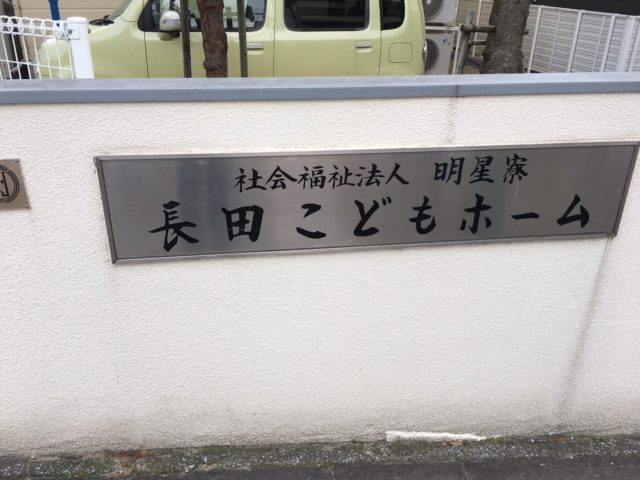 社会福祉法人 明星寮
長田こどもホーム